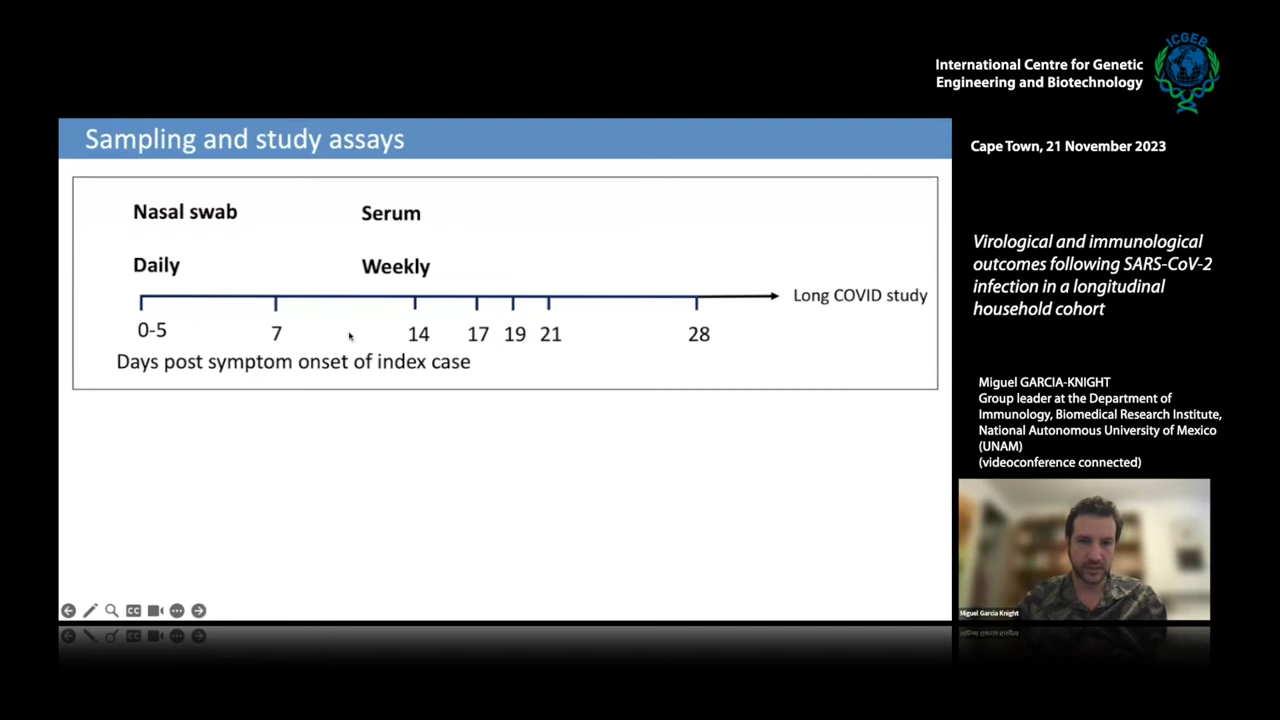 ICGEB
International Centre for Genetic
Engineering and Biotechnology
Cape Town, 21 November 2023
Sampling and study assays
Nasal swab
Serum
Daily
Weekly
Long COVID study
0-5
7
14
17
19
21
28
Days post symptom onset of index case
Virological and immunological
outcomes following SARS-CoV-2
infection in a longitudinal
household cohort
Miguel GARCIA-KNIGHT
Group leader at the Department of
Immunology, Biomedical Research Institute,
National Autonomous University of Mexico
(UNAM)
(videoconference connected)
Miguel Garcia Knight
CC